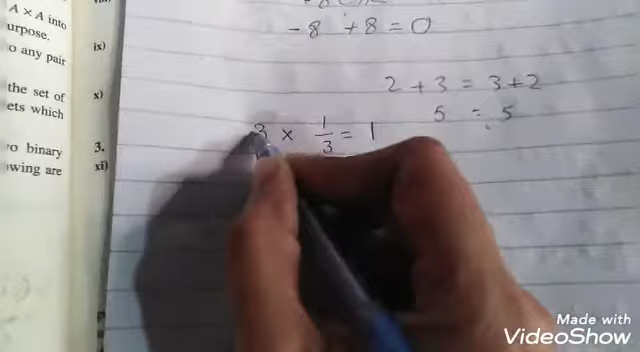 A × A into
urpose.
o any pair
the set of
ets which
o binary
wing are
ix)
x)
3.
xi)
-8 +8 = 0
2 + 3 = 3 + 2
5 = 5
3 × 1/3 = 1
Made with
VideoShow